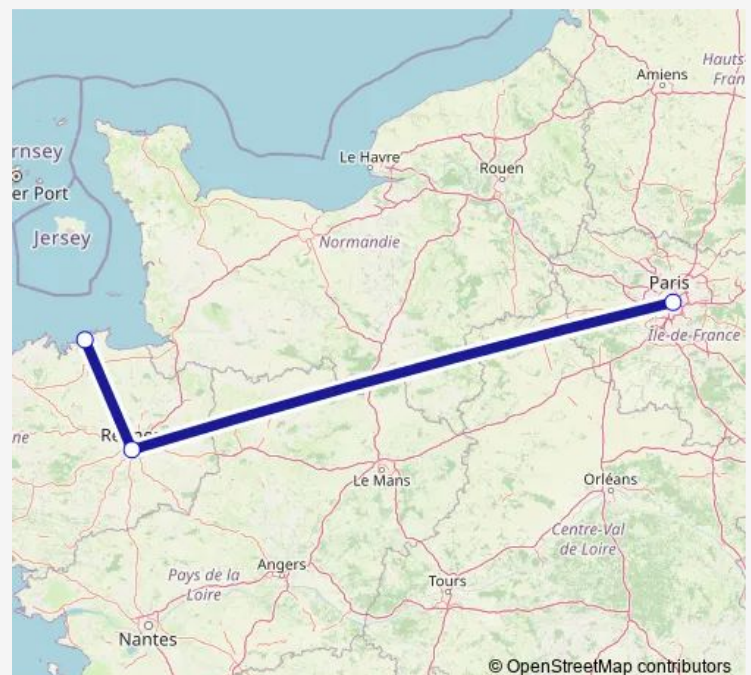 Hauts
Fran
Amiens
rnsey
er Port
Le Havre
Rouen
Jersey
Normandie
Paris
Île-de-France
ne
Le Mans
Orléans
Centre-Val
de Loire
Angers
Pays de la
Loire
Tours
Nantes
© OpenStreetMap contributors